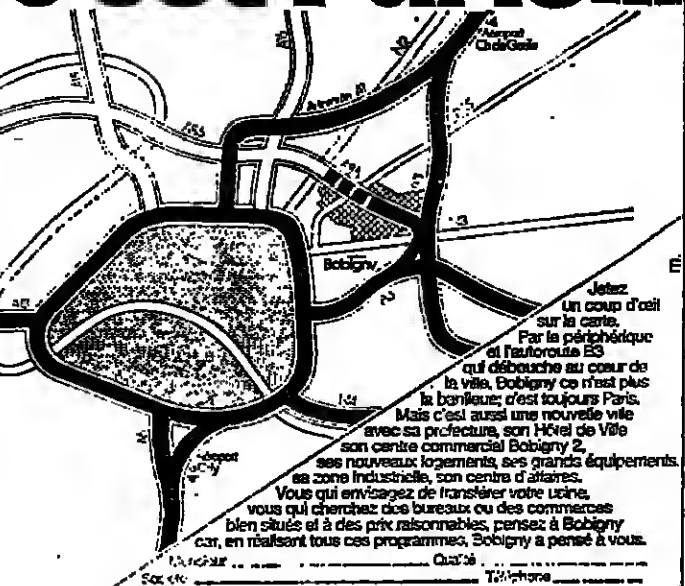 Aéroport
Ch de Gaulle
Bobigny
Jetez
un coup d'œil
sur la carte.
Par le périphérique
et l'autoroute B3
qui débouche au cœur de
la ville, Bobigny ce n'est plus
la banlieue; c'est toujours Paris.
Mais c'est aussi une nouvelle ville
avec sa préfecture, son Hôtel de Ville
son centre commercial Bobigny 2,
ses nouveaux logements, ses grands équipements.
sa zone industrielle, son centre d'affaires.
Vous qui envisagez de transférer votre usine,
vous qui cherchez des bureaux ou des commerces
bien situés et à des prix raisonnables, pensez à Bobigny
car, en réalisant tous ces programmes, Bobigny a pensé à vous.
Qualité
Téléphone